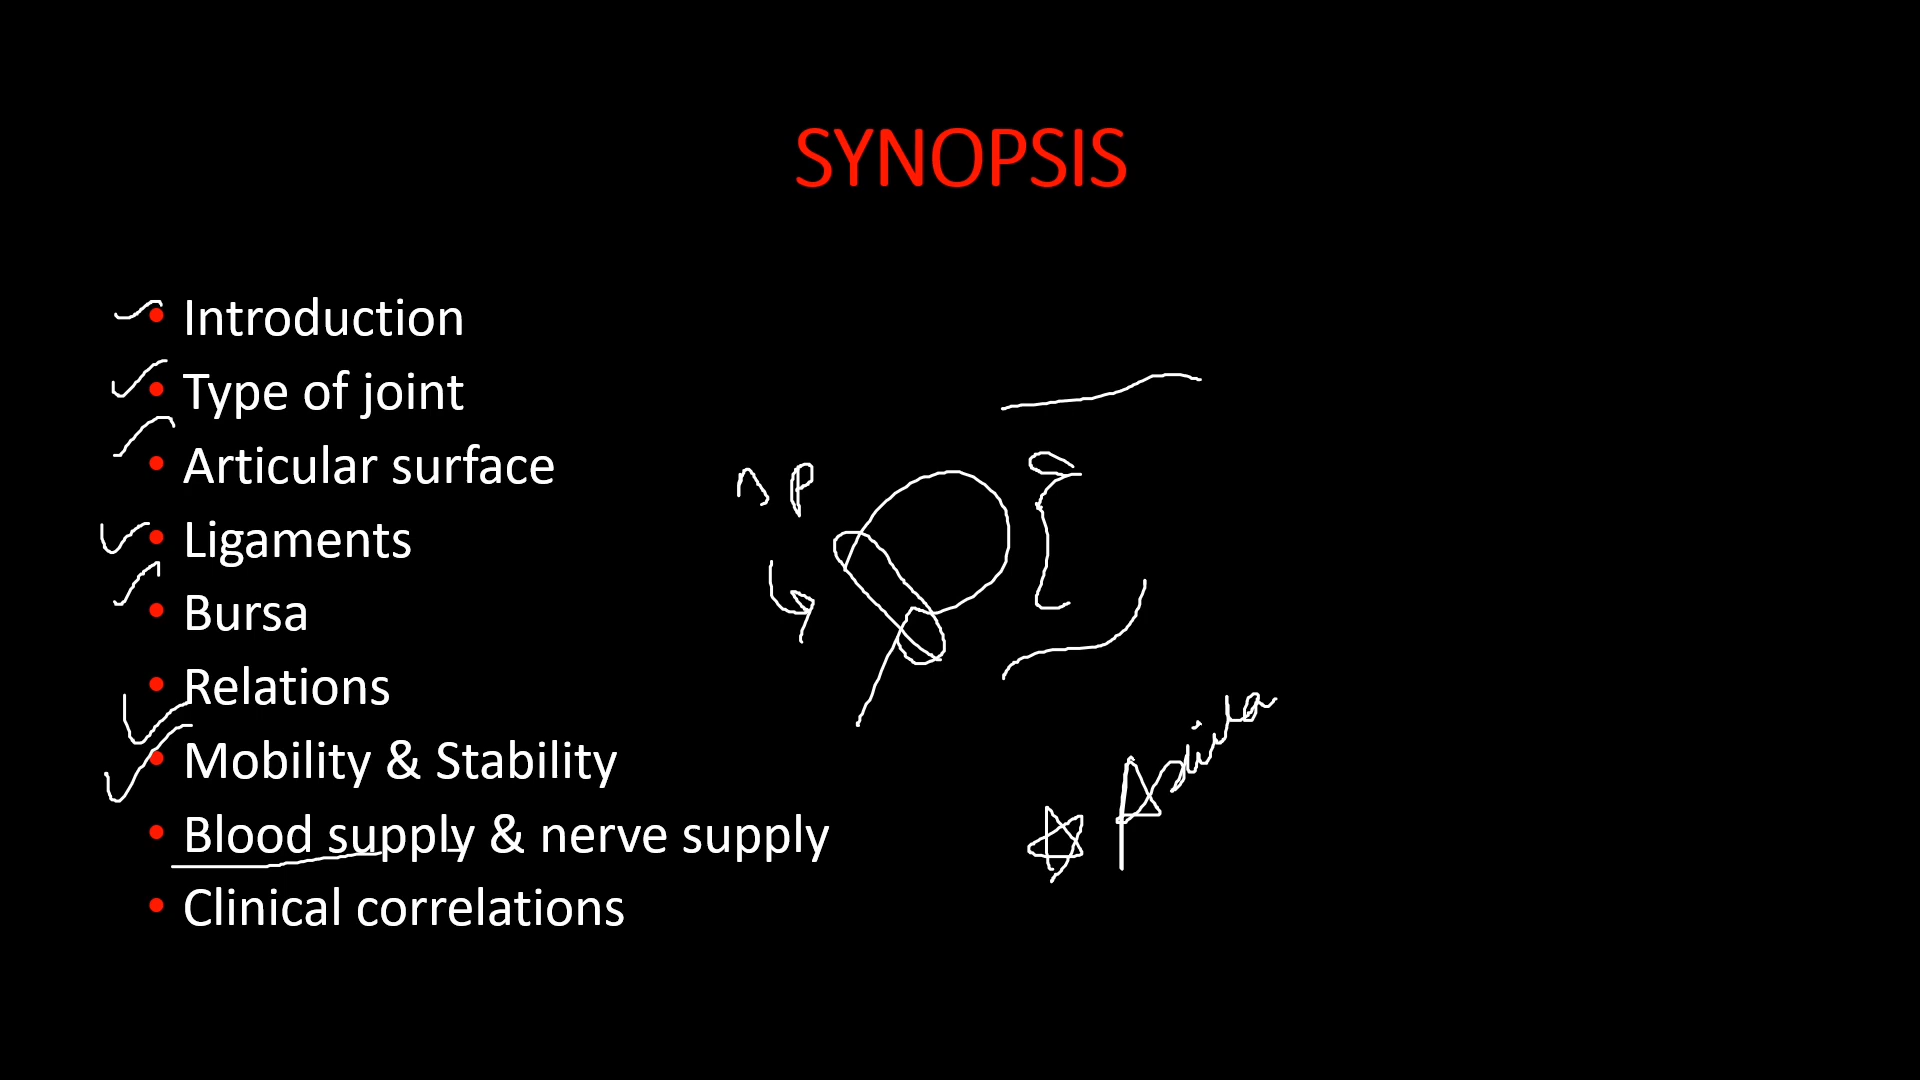 SYNOPSIS
• Introduction
• Type of joint
• Articular surface
• Ligaments
• Bursa
• Relations
• Mobility & Stability
• Blood supply & nerve supply
• Clinical correlations